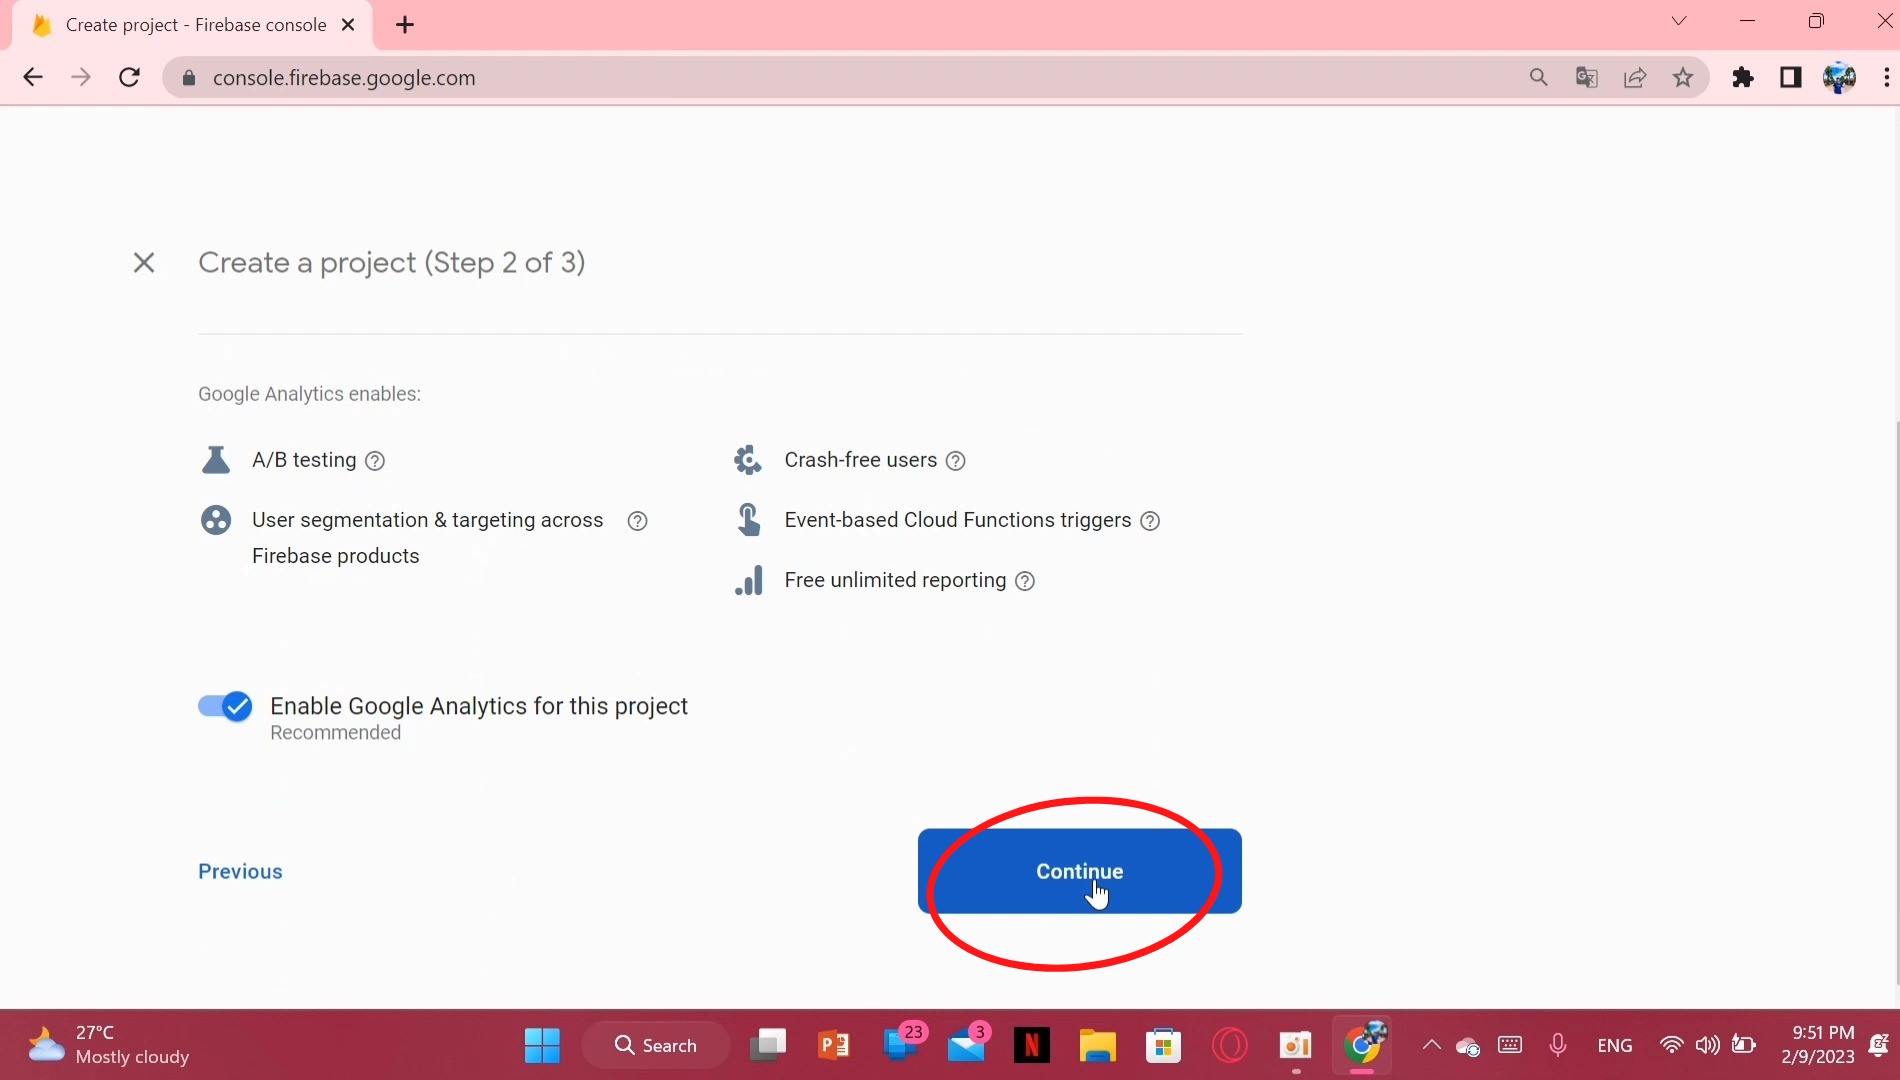 Create project - Firebase console
console.firebase.google.com
Create a project (Step 2 of 3)
Google Analytics enables:
A/B testing
Crash-free users
User segmentation & targeting across
Firebase products
Event-based Cloud Functions triggers
Free unlimited reporting
Enable Google Analytics for this project
Recommended
Previous
Continue
27°C
Mostly cloudy
Search
23
3
ENG
9:51 PM
2/9/2023